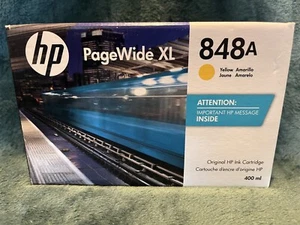 hp
PageWide XL
848A
Yellow Amarillo
Jaune Amarelo
ATTENTION:
IMPORTANT HP MESSAGE
INSIDE
Original HP Ink Cartridge
Cartouche d'encre d'origine HP
400 ml